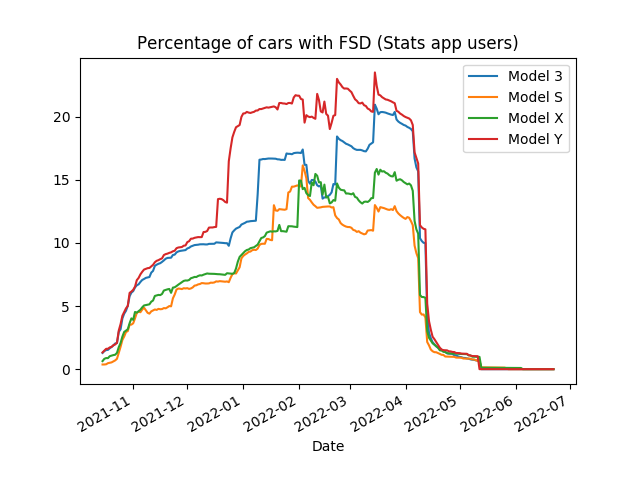 Percentage of cars with FSD (Stats app users)
Model 3
Model S
Model X
Model Y
20
15
10
5
0
2021-11
2021-12
2022-01
2022-02
2022-03
2022-04
2022-05
2022-06
2022-07
Date